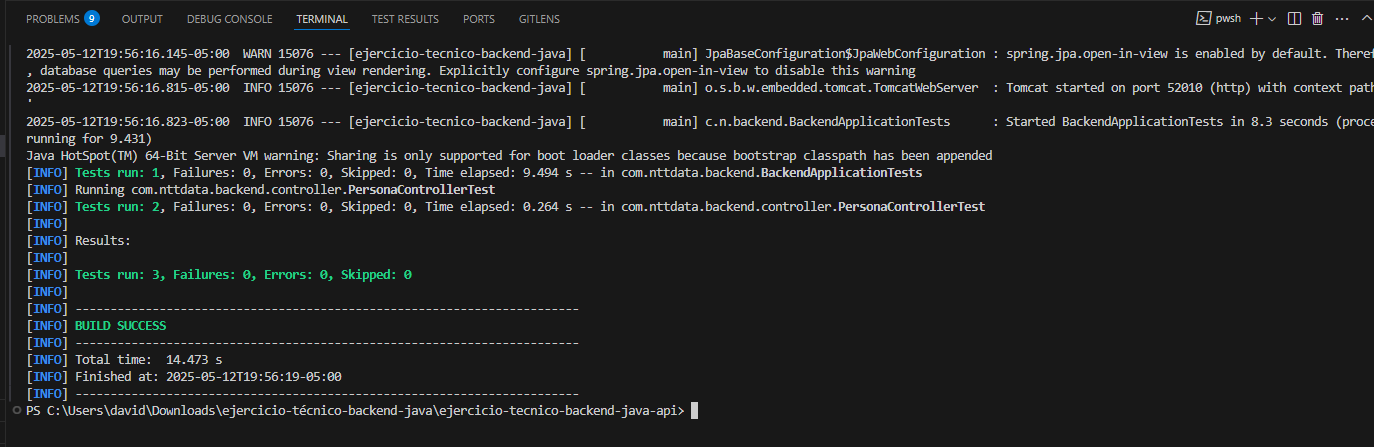 PROBLEMS 9 OUTPUT DEBUG CONSOLE TERMINAL TEST RESULTS PORTS GITLENS pwsh
2025-05-12T19:56:16.145-05:00  WARN 15076 --- [ejercicio-tecnico-backend-java] [           main] JpaBaseConfiguration$JpaWebConfiguration : spring.jpa.open-in-view is enabled by default. Theref
, database queries may be performed during view rendering. Explicitly configure spring.jpa.open-in-view to disable this warning
2025-05-12T19:56:16.815-05:00  INFO 15076 --- [ejercicio-tecnico-backend-java] [           main] o.s.b.w.embedded.tomcat.TomcatWebServer  : Tomcat started on port 52010 (http) with context path
'
2025-05-12T19:56:16.823-05:00  INFO 15076 --- [ejercicio-tecnico-backend-java] [           main] c.n.backend.BackendApplicationTests      : Started BackendApplicationTests in 8.3 seconds (proce
running for 9.431)
Java HotSpot(TM) 64-Bit Server VM warning: Sharing is only supported for boot loader classes because bootstrap classpath has been appended
[INFO] Tests run: 1, Failures: 0, Errors: 0, Skipped: 0, Time elapsed: 9.494 s -- in com.nttdata.backend.BackendApplicationTests
[INFO] Running com.nttdata.backend.controller.PersonaControllerTest
[INFO] Tests run: 2, Failures: 0, Errors: 0, Skipped: 0, Time elapsed: 0.264 s -- in com.nttdata.backend.controller.PersonaControllerTest
[INFO]
[INFO] Results:
[INFO]
[INFO] Tests run: 3, Failures: 0, Errors: 0, Skipped: 0
[INFO]
[INFO] ------------------------------------------------------------------------
[INFO] BUILD SUCCESS
[INFO] ------------------------------------------------------------------------
[INFO] Total time:  14.473 s
[INFO] Finished at: 2025-05-12T19:56:19-05:00
[INFO] ------------------------------------------------------------------------
PS C:\Users\david\Downloads\ejercicio-técnico-backend-java\ejercicio-tecnico-backend-java-api>